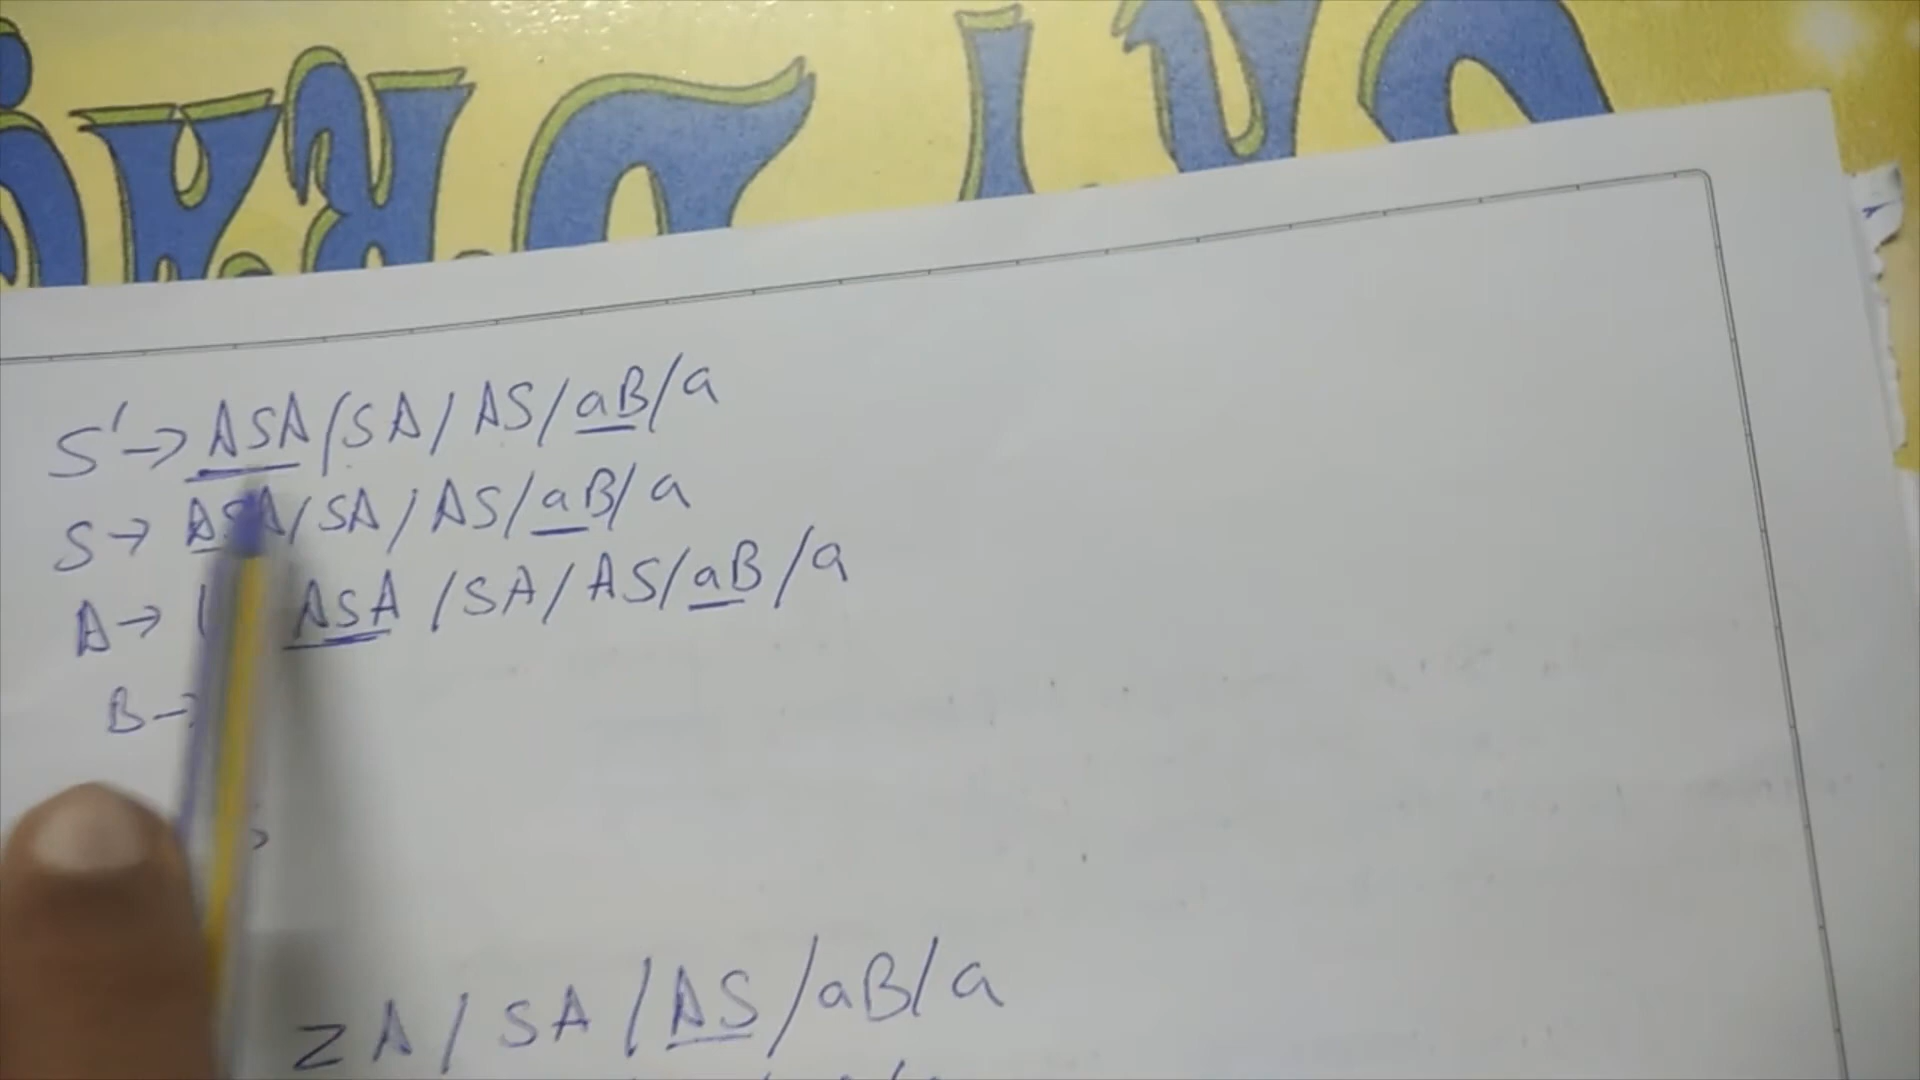 S' → ASA/SA/AS/aB/a
S → ASA/SA/AS/aB/a
A → ASA/SA/AS/aB/a
B →
ZA/SA/AS/aB/a